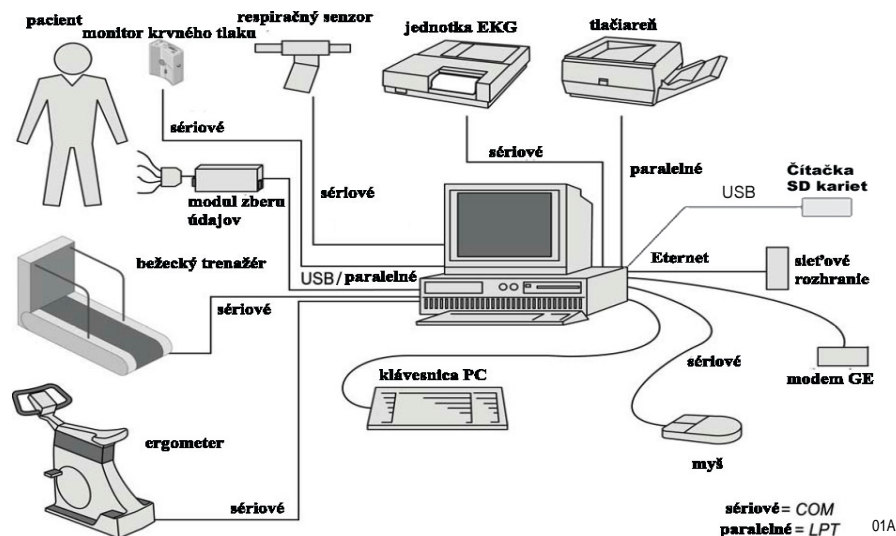 pacient
monitor krvného tlaku
respiračný senzor
jednotka EKG
tlačiareň
sériové
sériové
sériové
paralelné
modul zberu
údajov
USB
Čítačka
SD kariet
bežecký trenažér
USB/paralelné
Eternet
sieťové
rozhranie
sériové
klávesnica PC
sériové
modem GE
ergometer
myš
sériové
sériové = COM
paralelné = LPT
01A